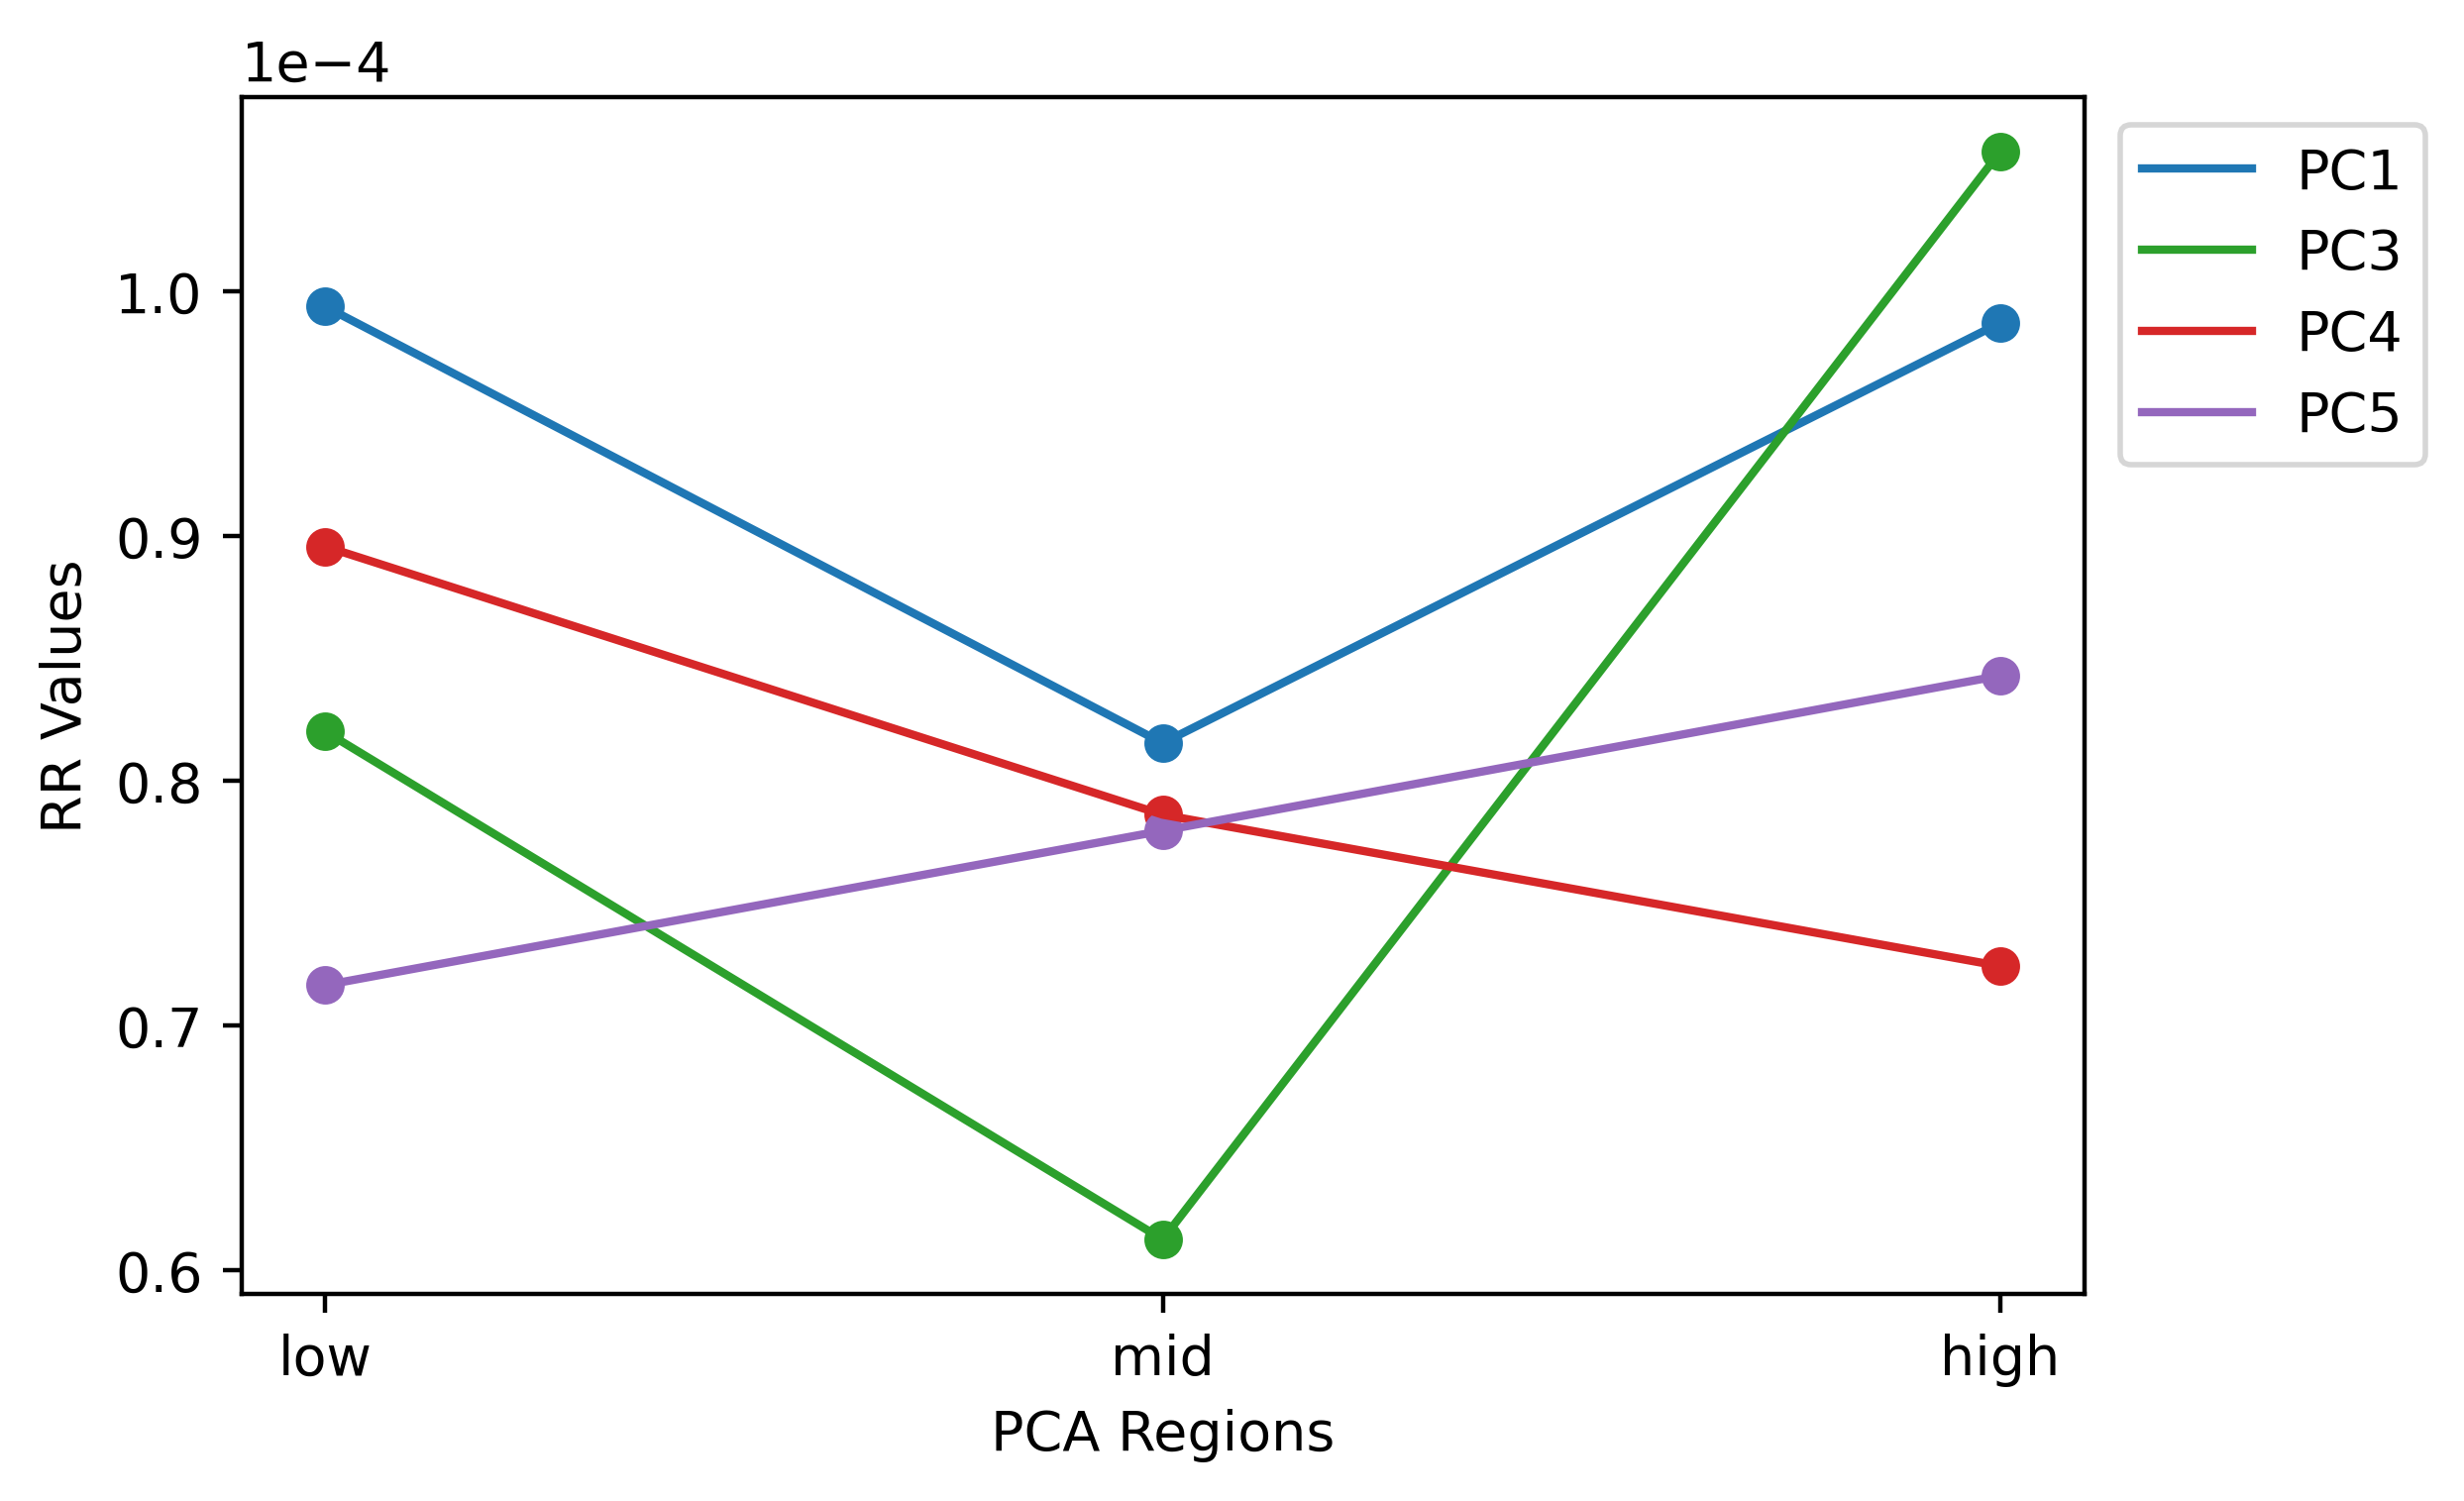 1e−4
1.0
0.9
0.8
0.7
0.6
RR Values
low
mid
high
PCA Regions
PC1
PC3
PC4
PC5